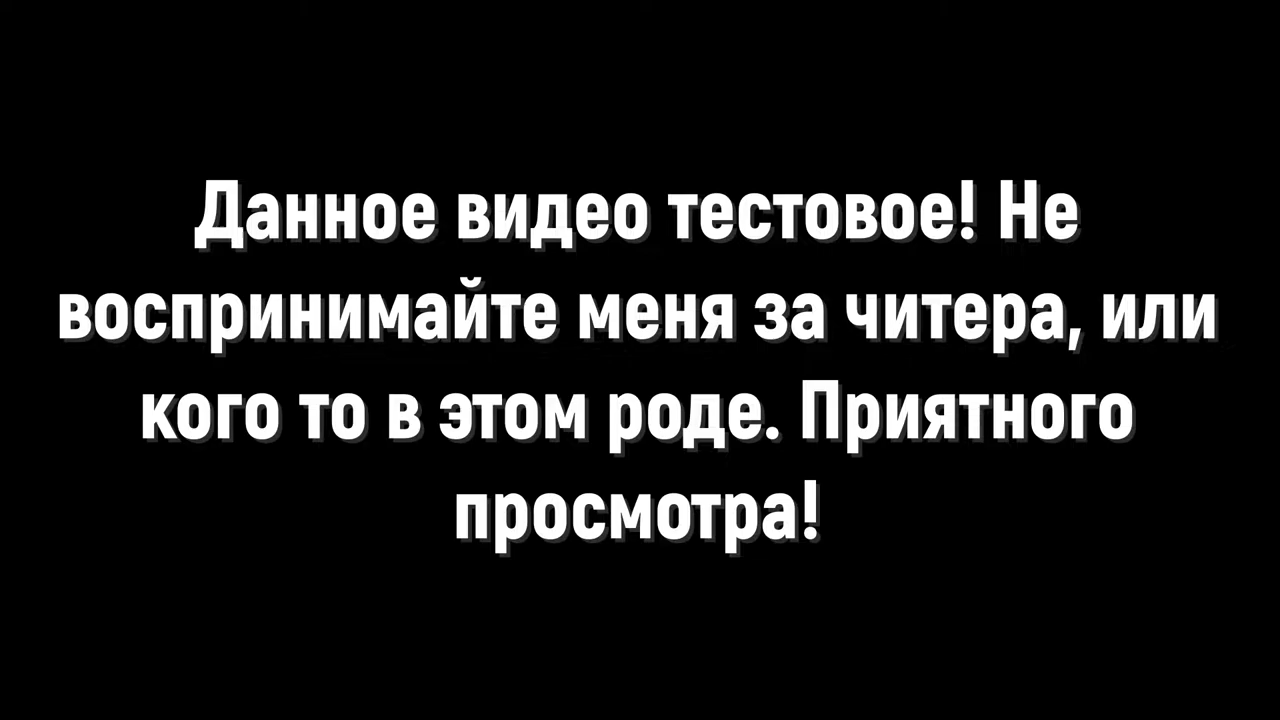 Данное видео тестовое! Не
воспринимайте меня за читера, или
кого то в этом роде. Приятного
просмотра!